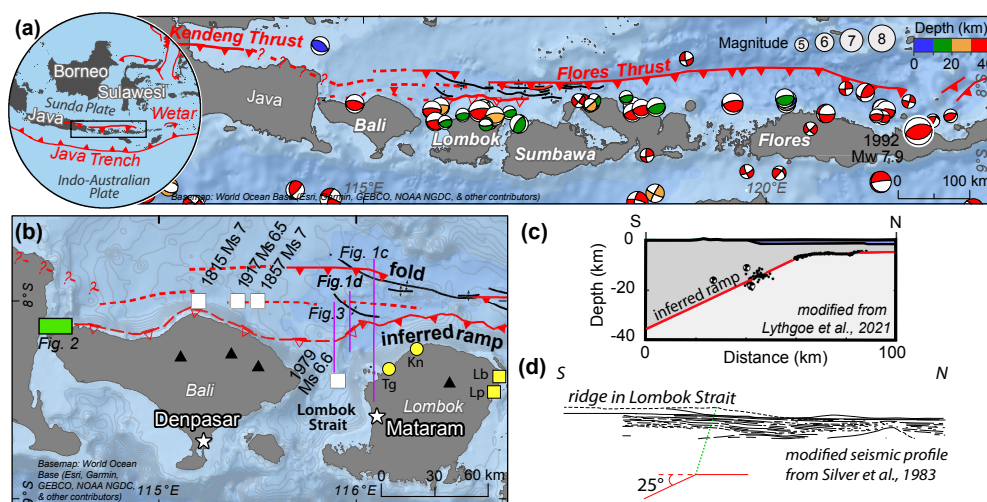 (a)
Kendeng Thrust
?
Magnitude 5 6 7 8
Depth (km)
0 20 40
Borneo
Sulawesi
Sunda Plate
Java
Wetar
Java Trench
Indo-Australian
Plate
Flores Thrust
Java
Bali
Lombok
Sumbawa
Flores
1992
Mw 7.9
8°S
9°S
115°E
120°E
0 100 km
Basemap: World Ocean Base (Esri, Garmin, GEBCO, NOAA NGDC, & other contributors)
(b)
1815 Ms 7
1917 Ms 6.5
1857 Ms 7
1979
Ms 6.6
Fig. 1c
Fig. 1d
Fig. 3
Fig. 2
fold
inferred ramp
8°S
? ? ?
Kn
Tg
Lb
Lp
Bali
Lombok
Denpasar
Mataram
Lombok
Strait
Basemap: World Ocean
Base (Esri, Garmin,
GEBCO, NOAA NGDC,
& other contributors)
0 30 60 km
115°E
116°E
(c)
S N
Depth (km)
0
-20
-40
inferred ramp
modified from
Lythgoe et al., 2021
0 100
Distance (km)
(d)
S N
ridge in Lombok Strait
modified seismic profile
from Silver et al., 1983
25°